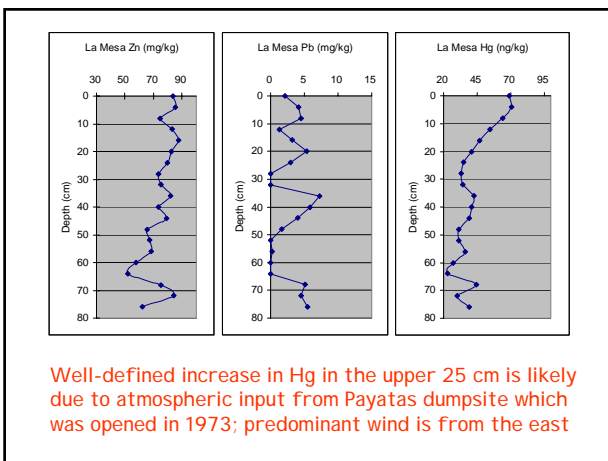 La Mesa Zn (mg/kg)
30 50 70 90
0
10
20
30
40
50
60
70
80
Depth (cm)
La Mesa Pb (mg/kg)
0 5 10 15
0
10
20
30
40
50
60
70
80
Depth (cm)
La Mesa Hg (ng/kg)
20 45 70 95
0
10
20
30
40
50
60
70
80
Depth (cm)
Well-defined increase in Hg in the upper 25 cm is likely
due to atmospheric input from Payatas dumpsite which
was opened in 1973; predominant wind is from the east